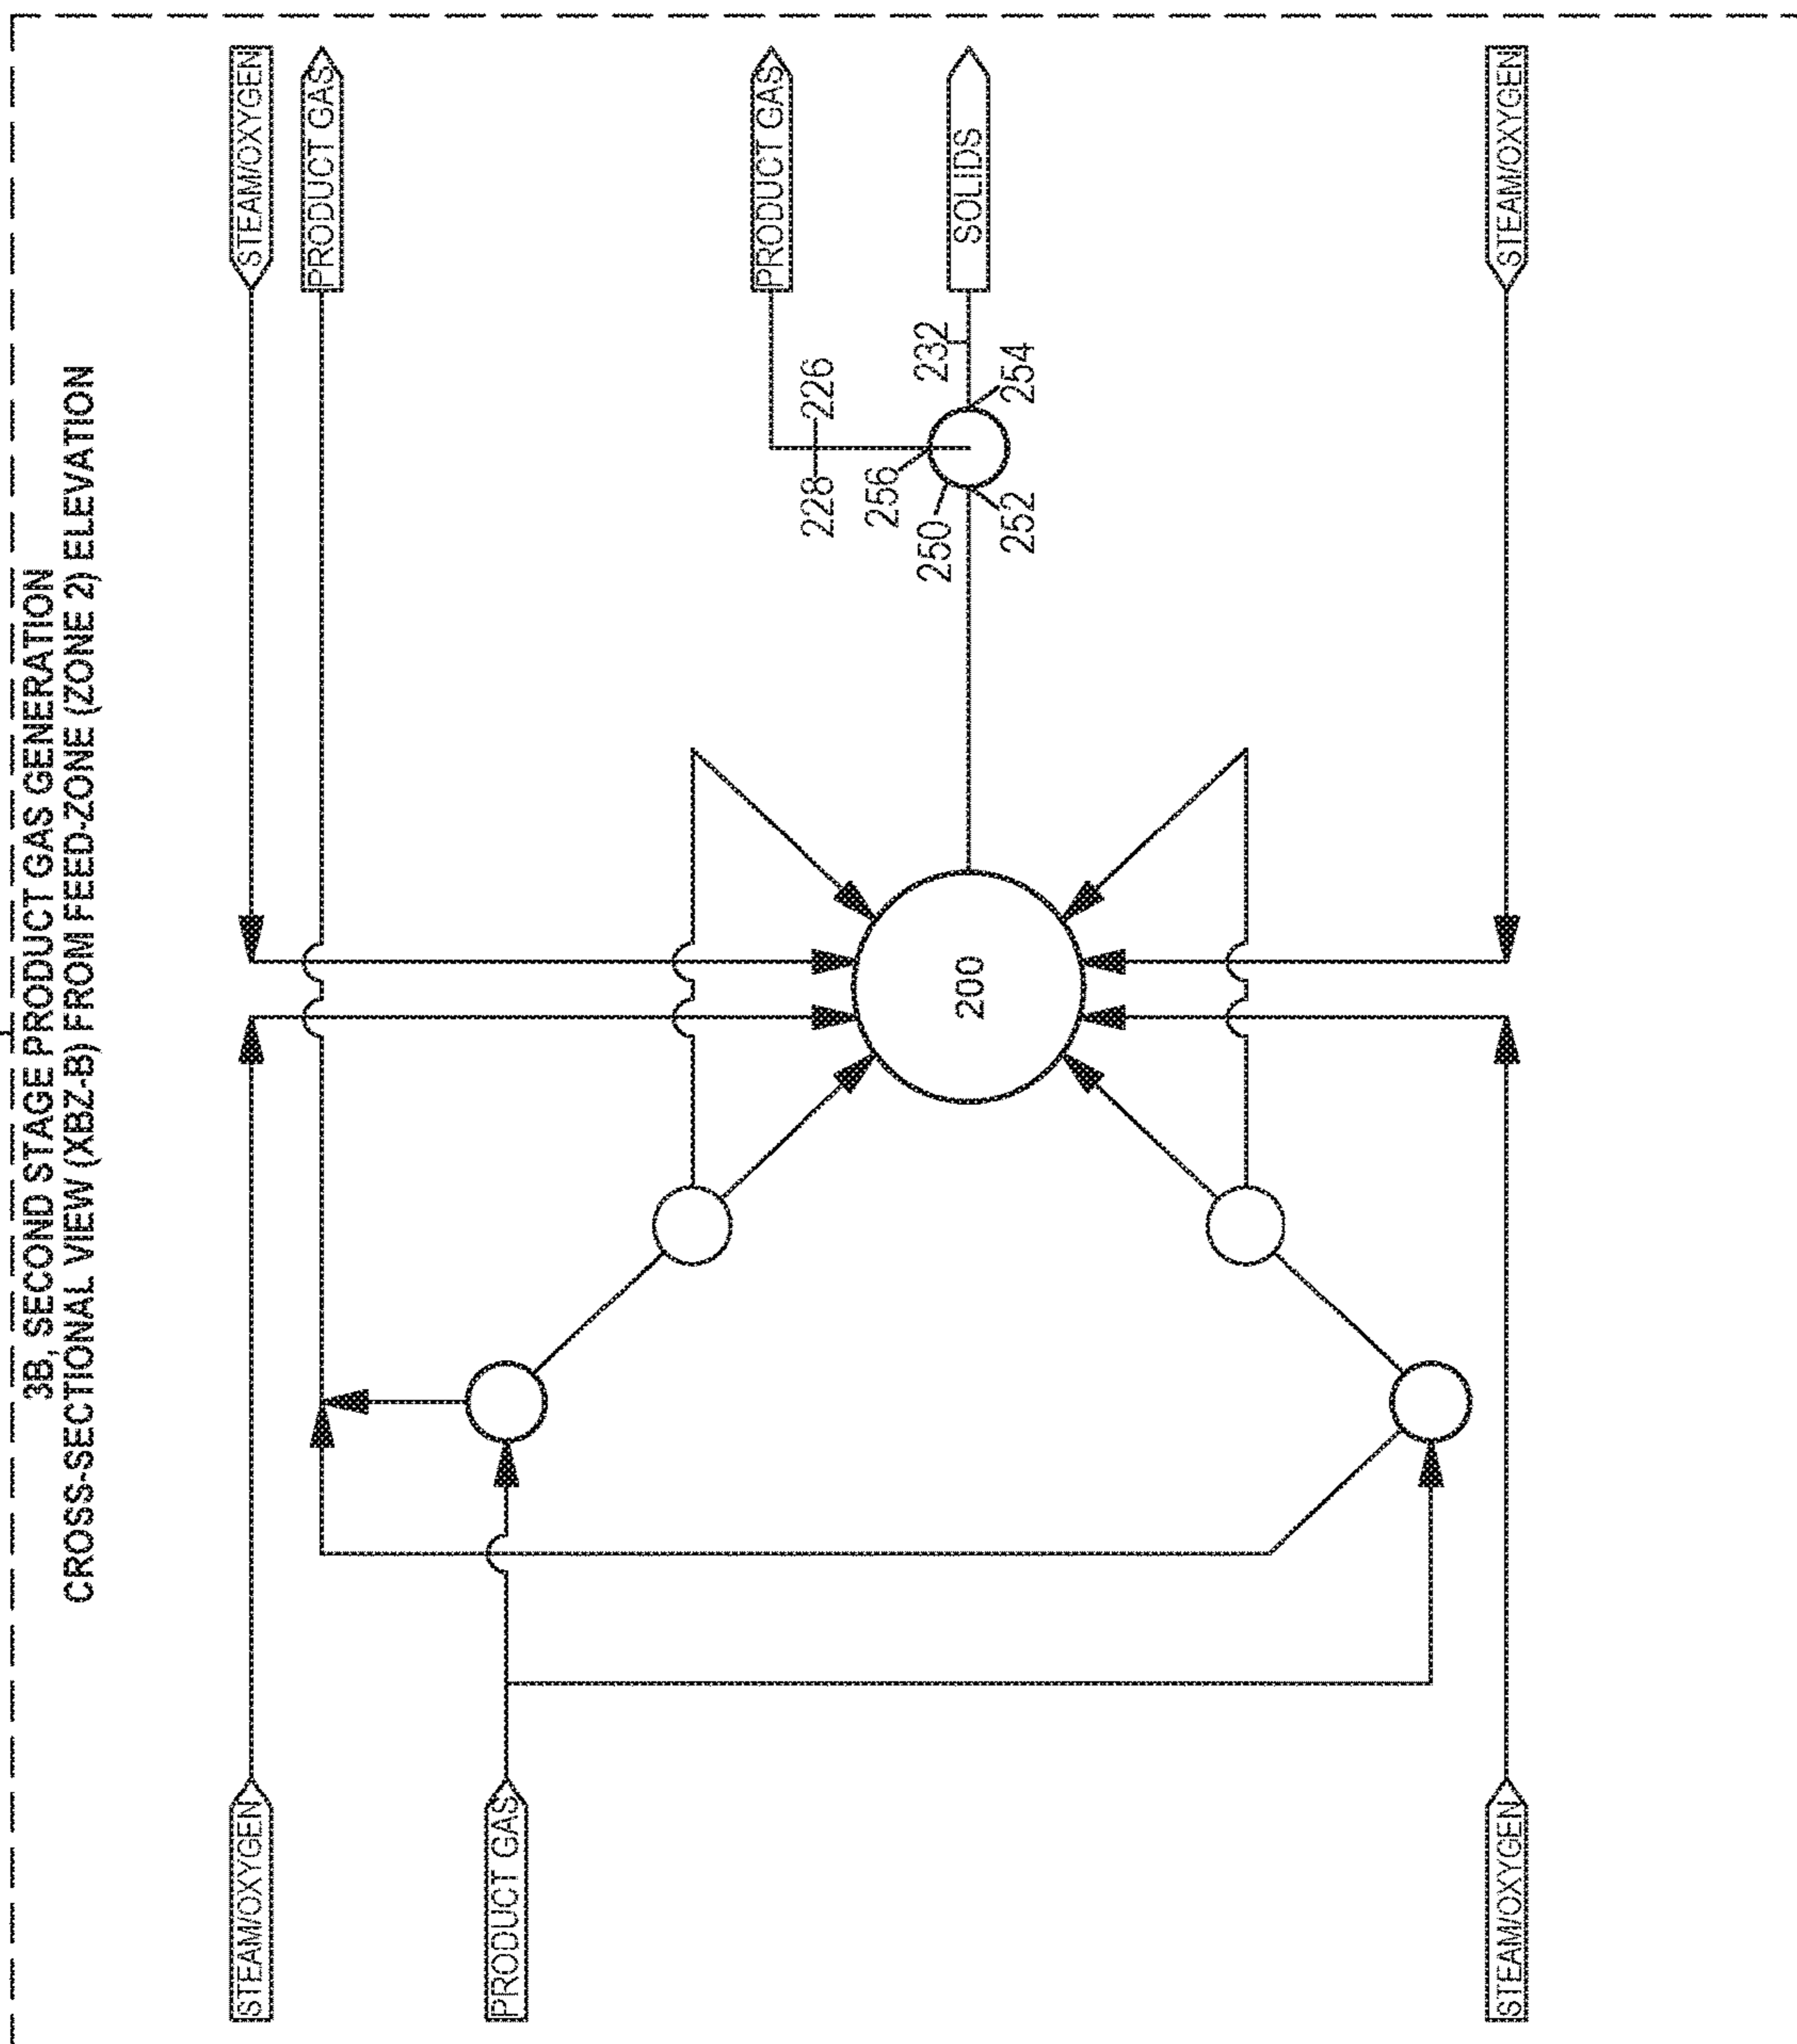 3B, SECOND STAGE PRODUCT GAS GENERATION
CROSS-SECTIONAL VIEW (XBZ-B) FROM FEED-ZONE (ZONE 2) ELEVATION
STEAM/OXYGEN
PRODUCT GAS
PRODUCT GAS
SOLIDS
STEAM/OXYGEN
226
228
232
254
256
250
252
200
STEAM/OXYGEN
PRODUCT GAS
STEAM/OXYGEN